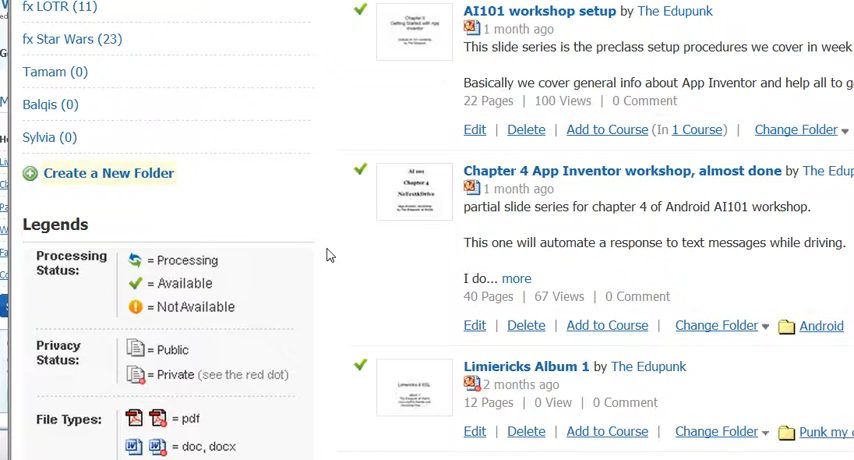 fx LOTR (11)
fx Star Wars (23)
Tamam (0)
Balqis (0)
Sylvia (0)
Create a New Folder
Legends
Processing
Status:
= Processing
= Available
= NotAvailable
Privacy
Status:
= Public
= Private (see the red dot)
File Types:
= pdf
= doc, docx
AI101 workshop setup by The Edupunk
1 month ago
This slide series is the preclass setup procedures we cover in week
Basically we cover general info about App Inventor and help all to g
22 Pages | 100 Views | 0 Comment
Edit | Delete | Add to Course (In 1 Course) | Change Folder
AI 101
Chapter 4
Chapter 4 App Inventor workshop, almost done by The Edup
1 month ago
partial slide series for chapter 4 of Android AI101 workshop.
This one will automate a response to text messages while driving.
I do... more
40 Pages | 67 Views | 0 Comment
Edit | Delete | Add to Course | Change Folder Android
Limiericks Album 1 by The Edupunk
2 months ago
12 Pages | 0 View | 0 Comment
Edit | Delete | Add to Course | Change Folder Punk my c